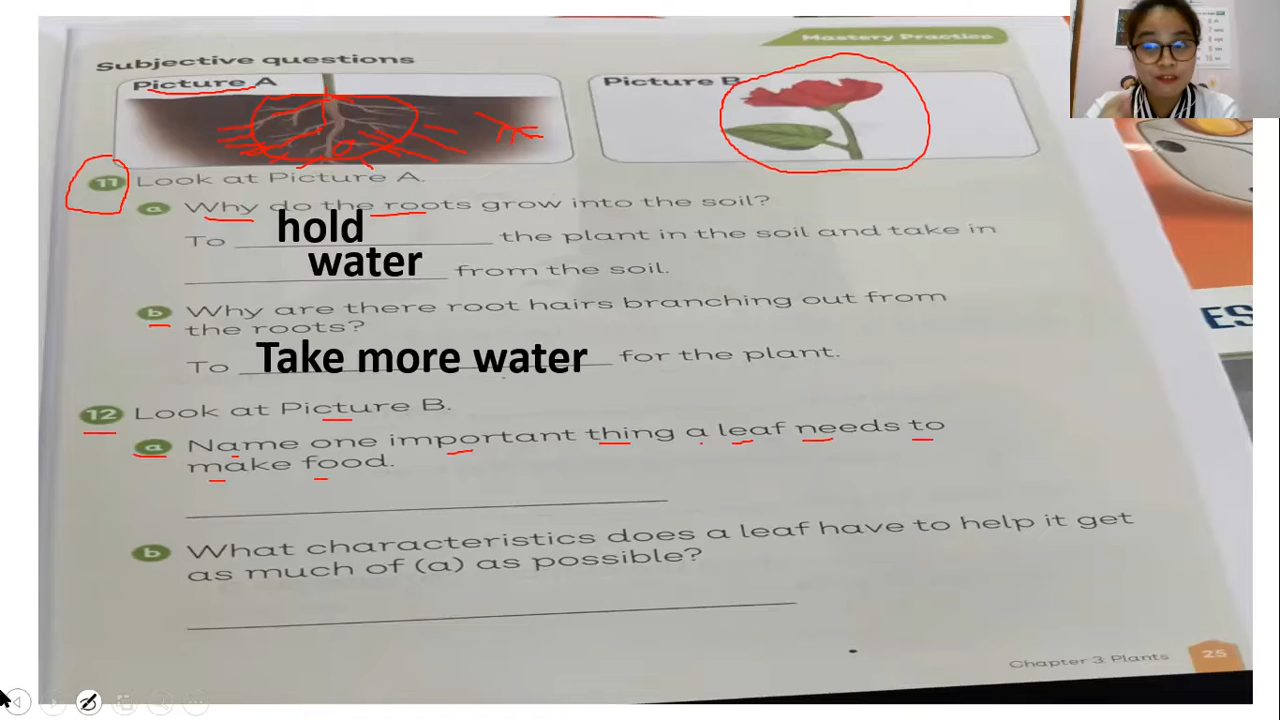 Mastery Practice
Subjective questions
Picture A
Picture B
11 Look at Picture A.
a Why do the roots grow into the soil?
To hold the plant in the soil and take in
water from the soil.
b Why are there root hairs branching out from
the roots?
To Take more water for the plant.
12 Look at Picture B.
a Name one important thing a leaf needs to
make food.
b What characteristics does a leaf have to help it get
as much of (a) as possible?
Chapter 3: Plants 25
ES